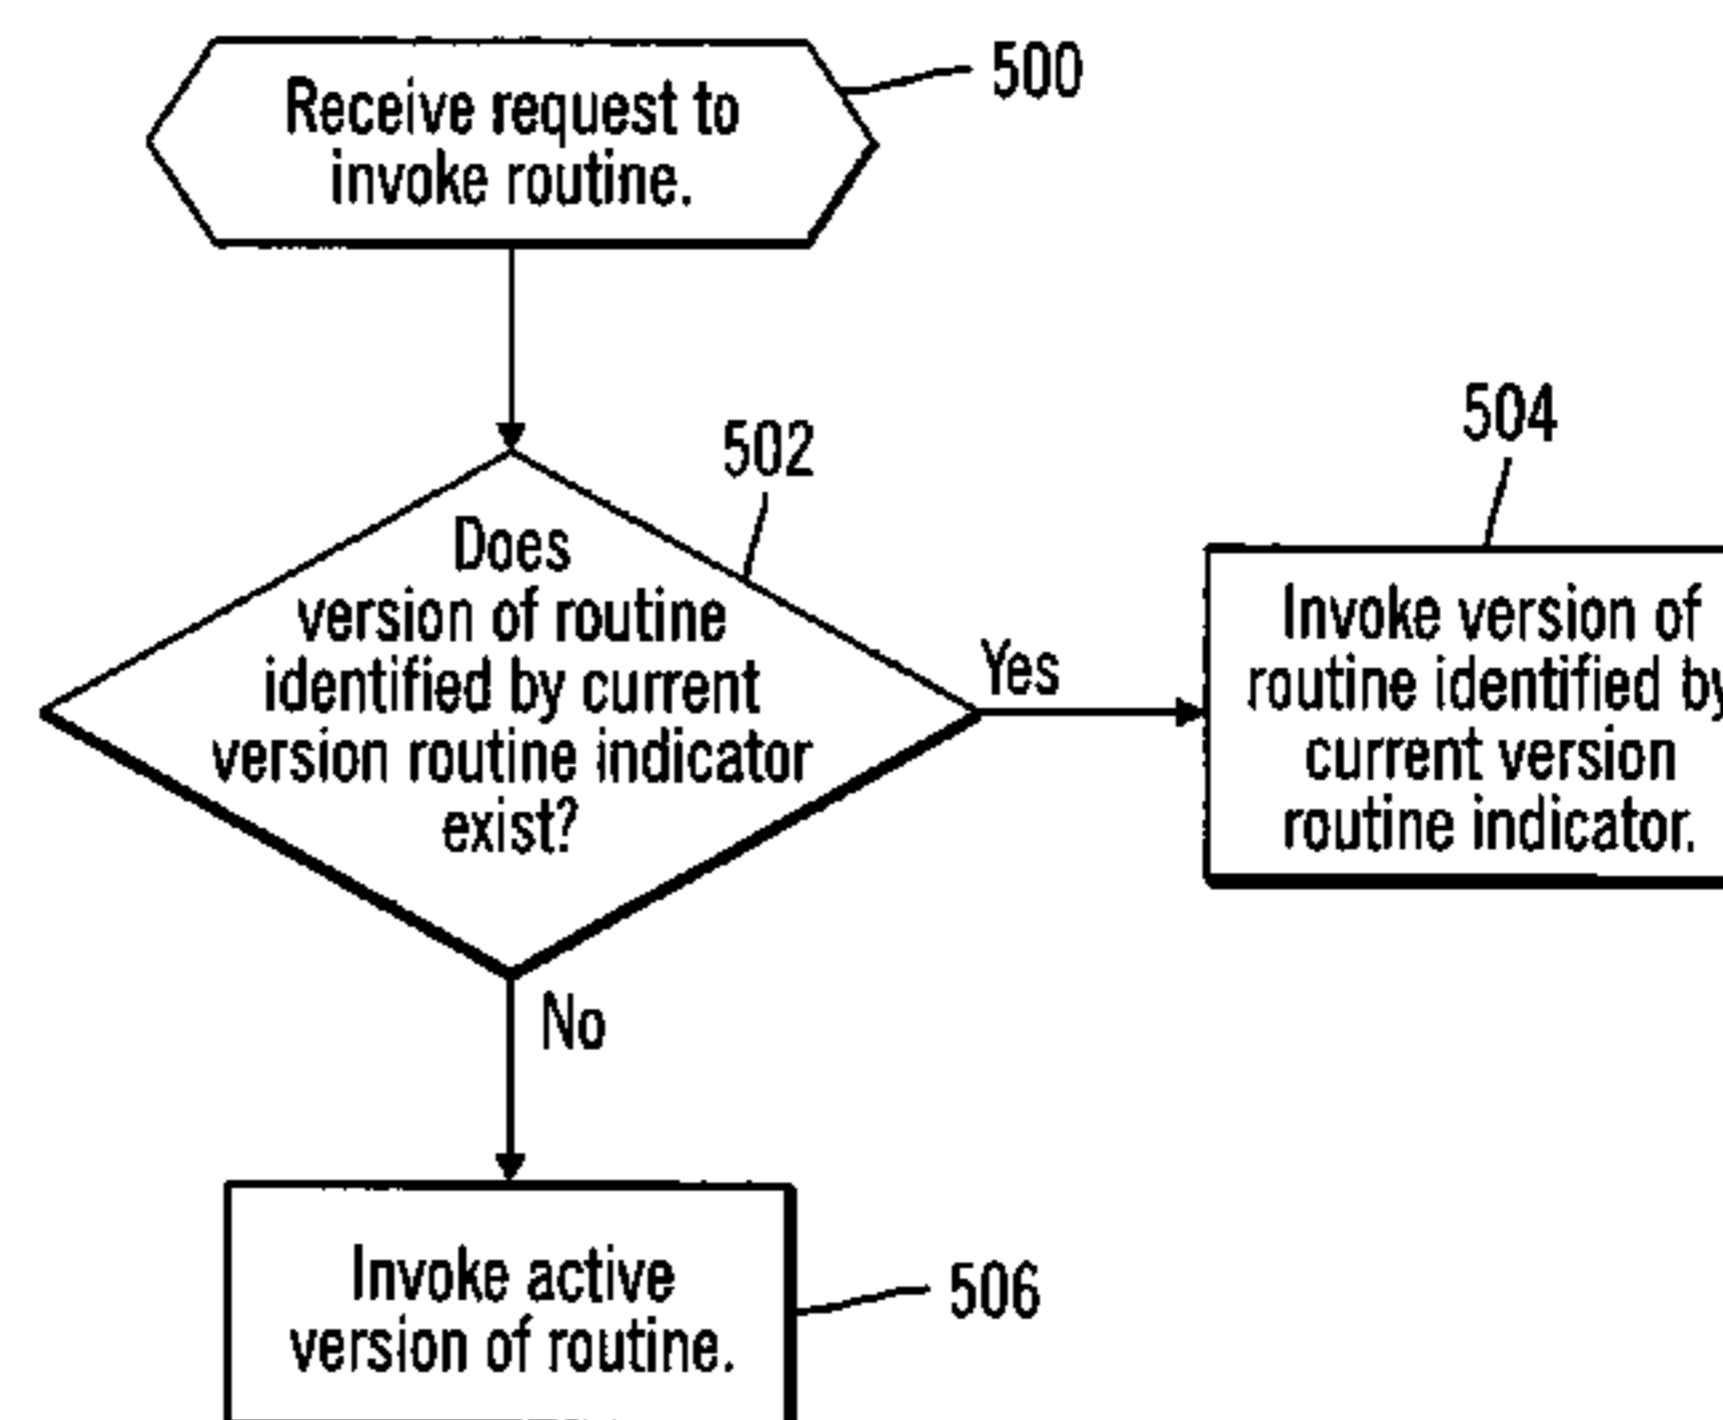 500
Receive request to
invoke routine.
502
Does
version of routine
identified by current
version routine indicator
exist?
Yes
504
Invoke version of
routine identified by
current version
routine indicator.
No
Invoke active
version of routine.
506